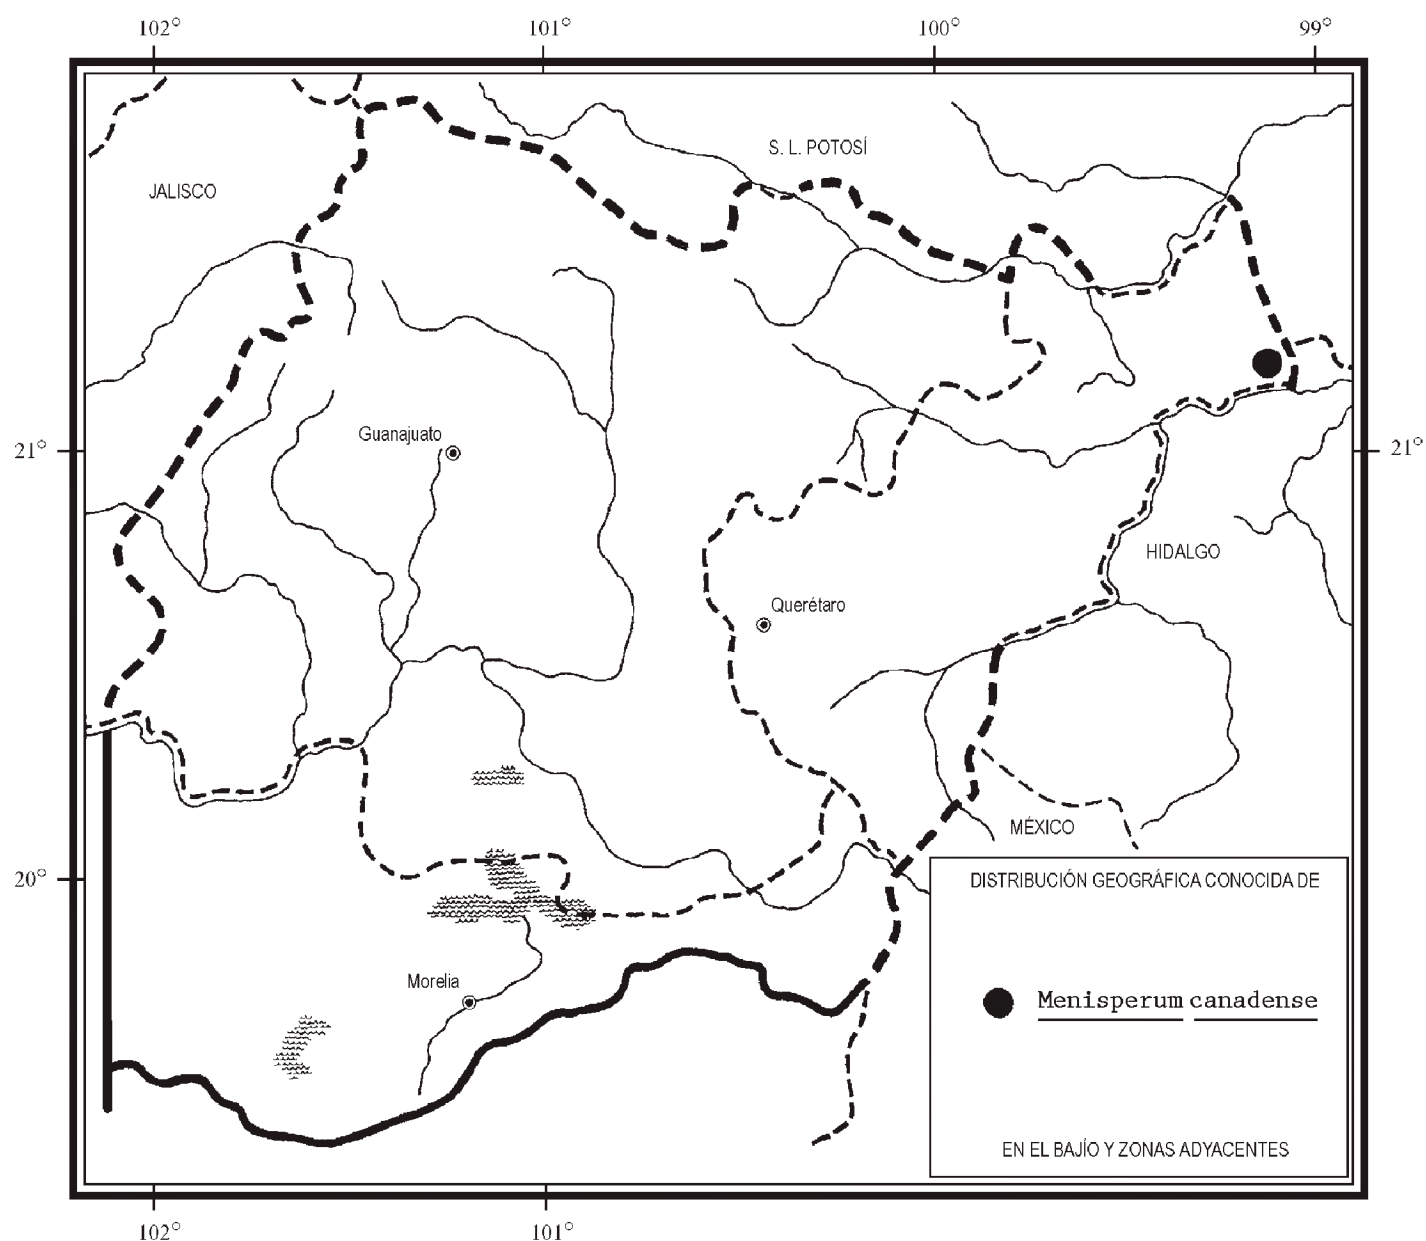 102° 101° 100° 99°
S. L. POTOSÍ
JALISCO
Guanajuato
21° 21°
HIDALGO
Querétaro
MÉXICO
20°
DISTRIBUCIÓN GEOGRÁFICA CONOCIDA DE
Morelia
Menisperum canadense
EN EL BAJÍO Y ZONAS ADYACENTES
102° 101°